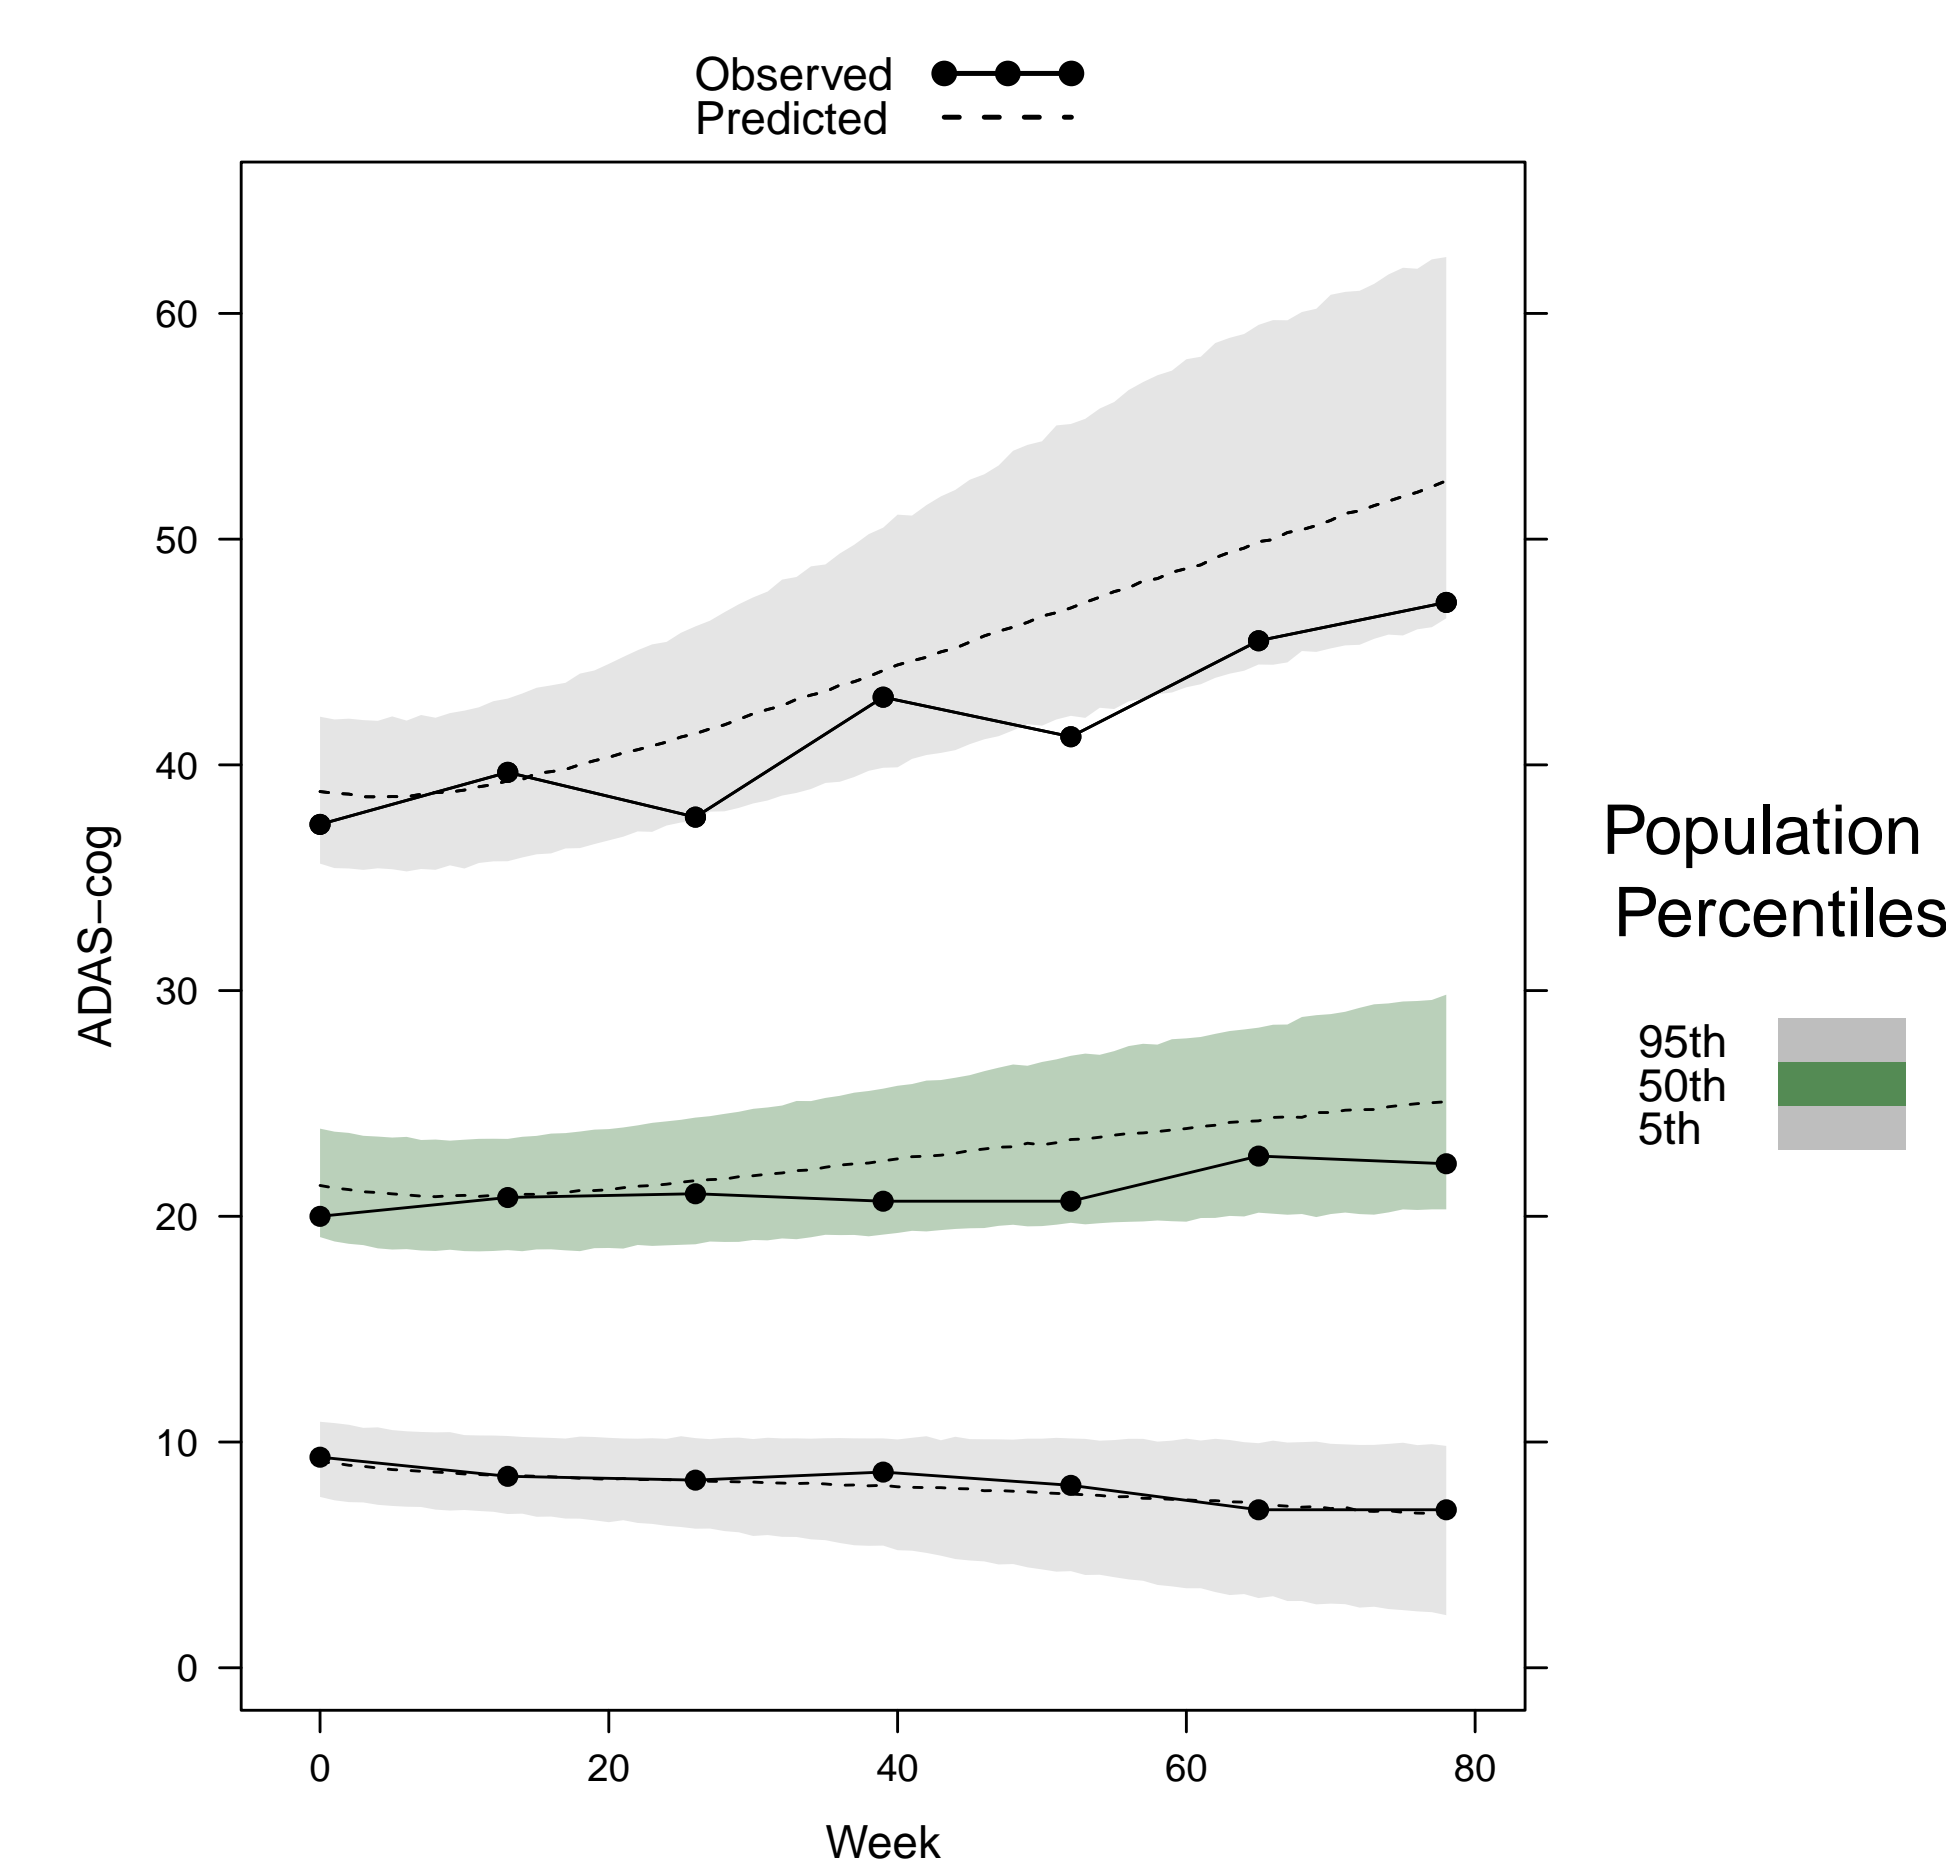 Observed
Predicted
60
50
40
30
20
10
0
ADAS−cog
0 20 40 60 80
Week
Population
Percentiles
95th
50th
5th